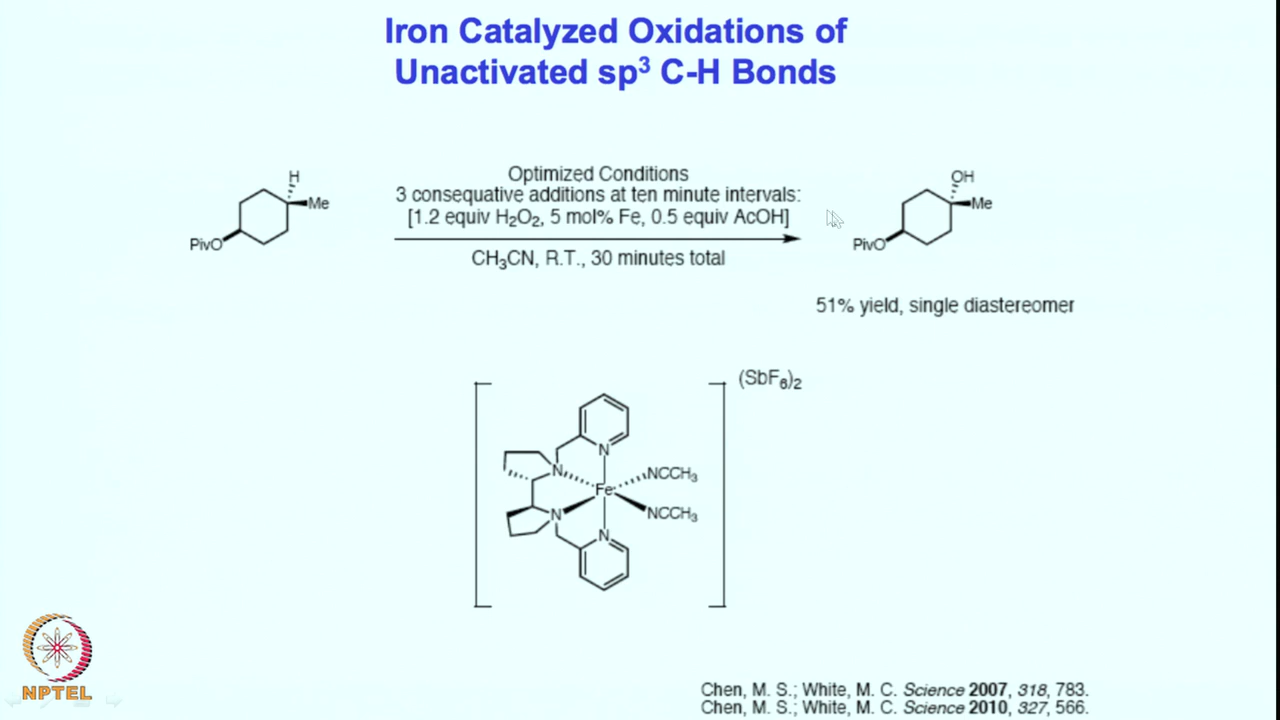 Iron Catalyzed Oxidations of
Unactivated sp³ C-H Bonds
H
Me
PivO
Optimized Conditions
3 consequative additions at ten minute intervals:
[1.2 equiv H₂O₂, 5 mol% Fe, 0.5 equiv AcOH]
CH₃CN, R.T., 30 minutes total
OH
Me
PivO
51% yield, single diastereomer
(SbF₆)₂
N
N
NCCH₃
Fe
N
NCCH₃
N
NPTEL
Chen, M. S.; White, M. C. Science 2007, 318, 783.
Chen, M. S.; White, M. C. Science 2010, 327, 566.